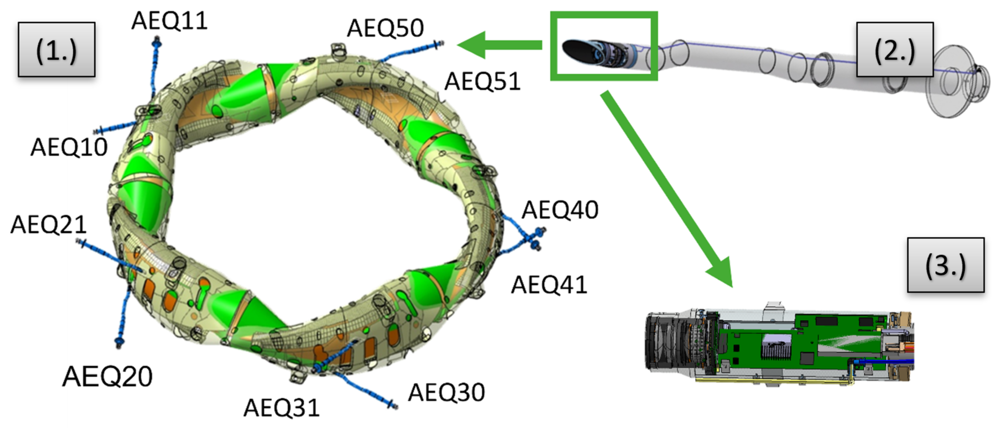 (1.)
AEQ11
AEQ50
AEQ51
(2.)
AEQ10
AEQ21
AEQ40
AEQ41
(3.)
AEQ20
AEQ30
AEQ31